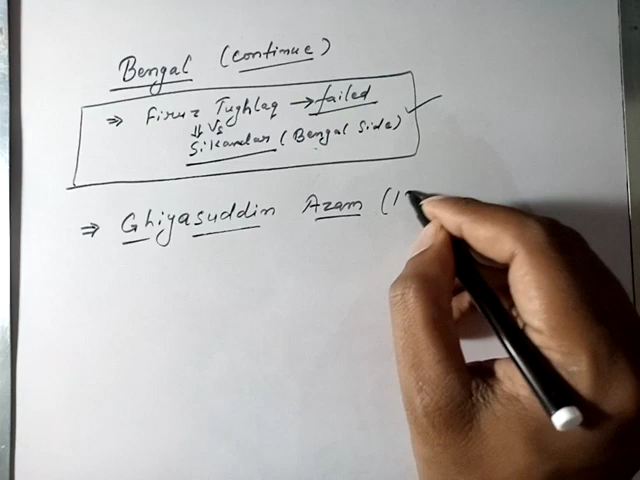 Bengal (continue)
⇒ Firuz Tughlaq → failed
⇓ Vs
Sikandar (Bengal Side)
⇒ Ghiyasuddin Azam (1